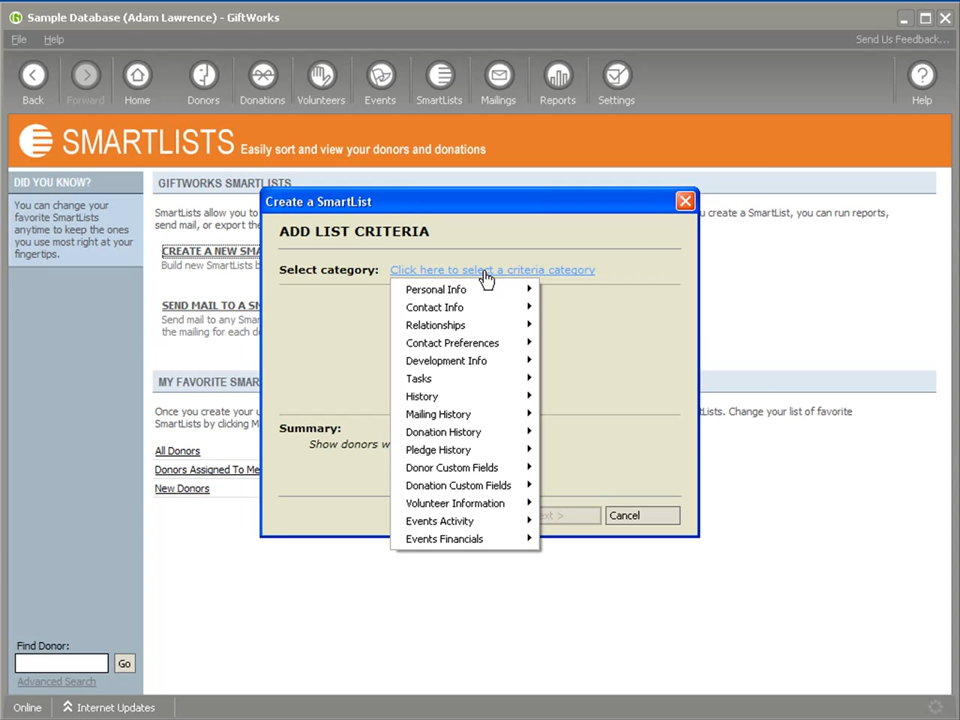 Sample Database (Adam Lawrence) - GiftWorks
File Help Send Us Feedback...
Back Forward Home Donors Donations Volunteers Events SmartLists Mailings Reports Settings Help
SMARTLISTS Easily sort and view your donors and donations
DID YOU KNOW?
You can change your
favorite SmartLists
anytime to keep the ones
you use most right at your
fingertips.
Find Donor:
Go
Advanced Search
GIFTWORKS SMARTLISTS
SmartLists allow you to
u create a SmartList, you can run reports,
send mail, or export the
CREATE A NEW SMA
Build new SmartLists b
SEND MAIL TO A S
Send mail to any Smar
the mailing for each d
MY FAVORITE SMAR
Once you create your u
Lists. Change your list of favorite
SmartLists by clicking M
All Donors
Donors Assigned To Me
New Donors
Create a SmartList
ADD LIST CRITERIA
Select category: Click here to select a criteria category
Personal Info
Contact Info
Relationships
Contact Preferences
Development Info
Tasks
History
Mailing History
Donation History
Pledge History
Donor Custom Fields
Donation Custom Fields
Volunteer Information
Events Activity
Events Financials
Summary:
Show donors w
ext > Cancel
Online Internet Updates